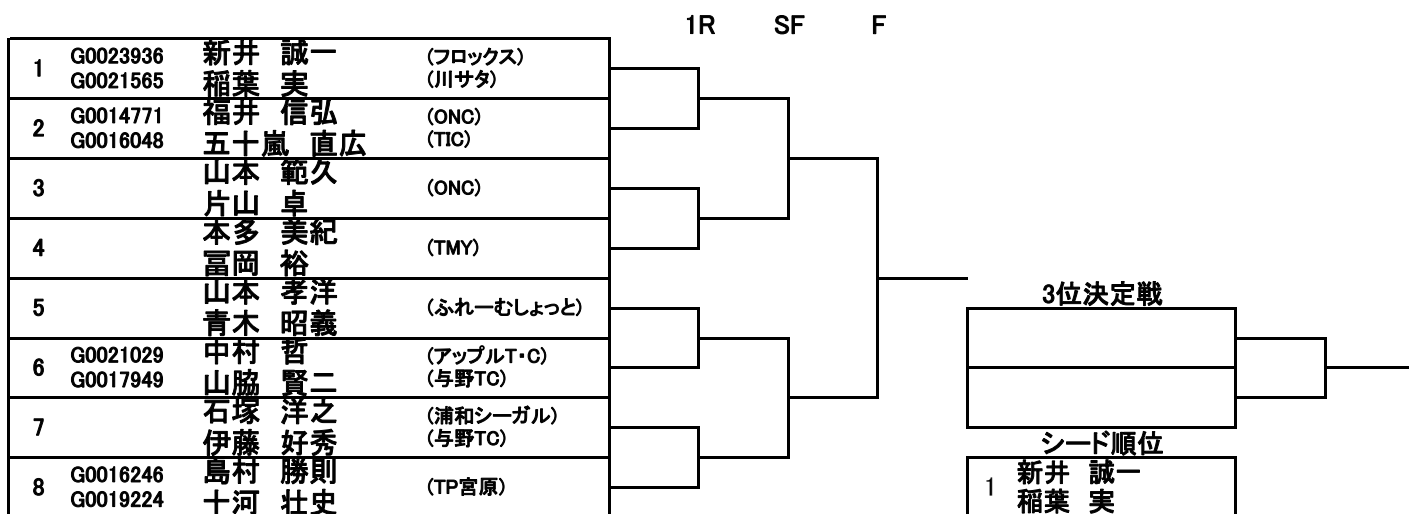 1R SF F
1 G0023936 新井 誠一 (フロックス)
G0021565 稲葉 実 (川サタ)
2 G0014771 福井 信弘 (ONC)
G0016048 五十嵐 直広 (TIC)
3 山本 範久 (ONC)
片山 卓
4 本多 美紀 (TMY)
冨岡 裕
5 山本 孝洋 (ふれーむしょっと)
青木 昭義
6 G0021029 中村 哲 (アップルT・C)
G0017949 山脇 賢二 (与野TC)
7 石塚 洋之 (浦和シーガル)
伊藤 好秀 (与野TC)
8 G0016246 島村 勝則 (TP宮原)
G0019224 十河 壮史
3位決定戦
シード順位
1 新井 誠一
稲葉 実